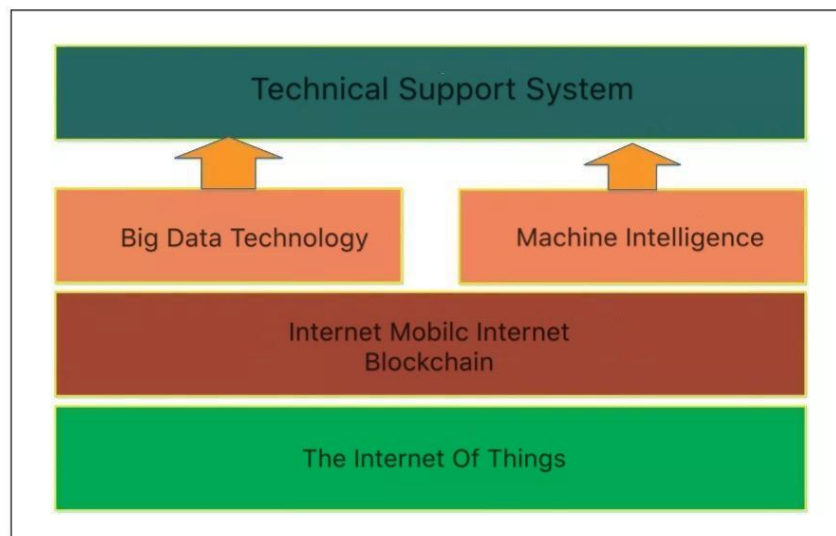 Technical Support System
Big Data Technology
Machine Intelligence
Internet Mobilc Internet
Blockchain
The Internet Of Things